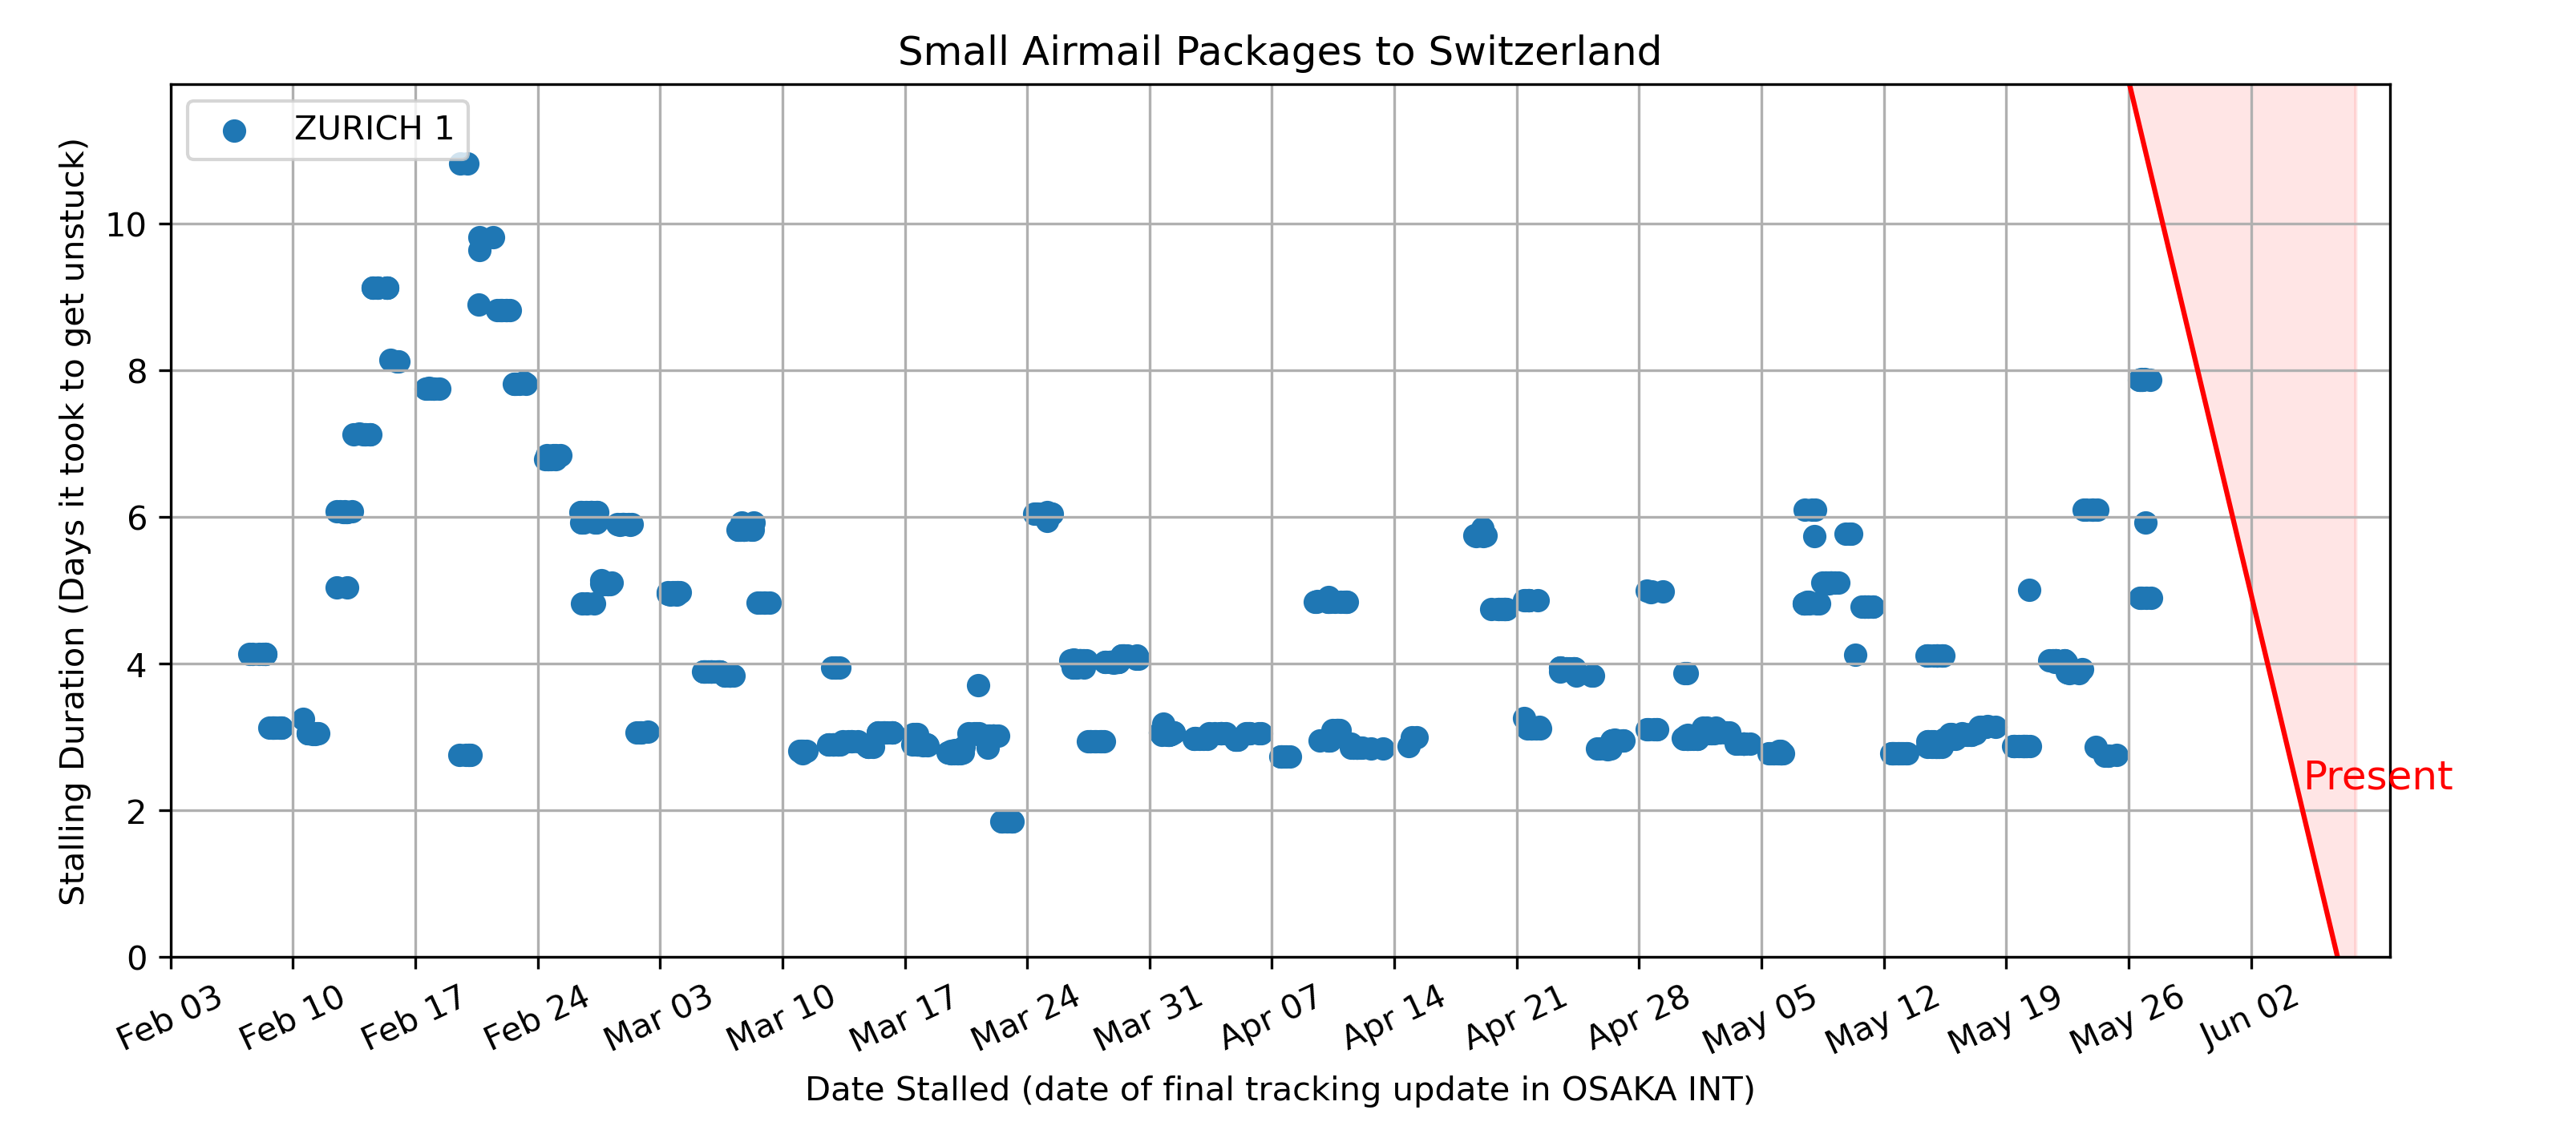 Small Airmail Packages to Switzerland
ZURICH 1
Stalling Duration (Days it took to get unstuck)
10
8
6
4
2
0
Present
Feb 03
Feb 10
Feb 17
Feb 24
Mar 03
Mar 10
Mar 17
Mar 24
Mar 31
Apr 07
Apr 14
Apr 21
Apr 28
May 05
May 12
May 19
May 26
Jun 02
Date Stalled (date of final tracking update in OSAKA INT)